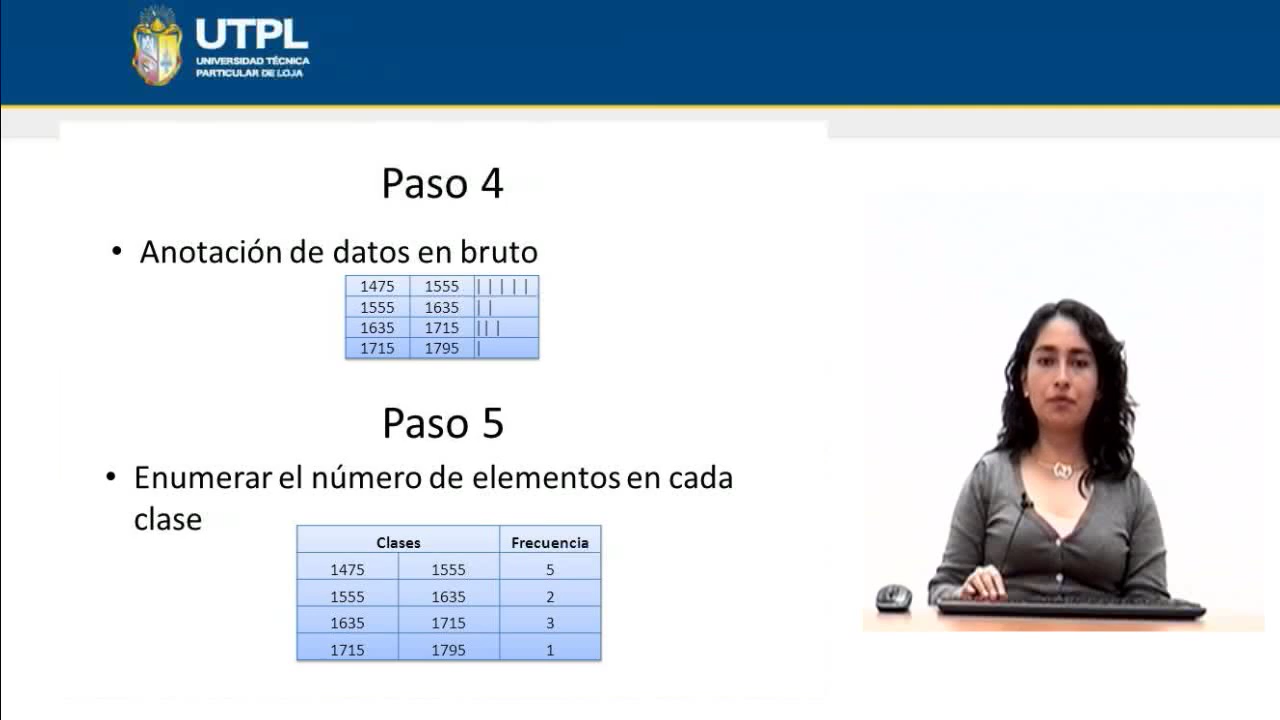 UTPL
UNIVERSIDAD TÉCNICA
PARTICULAR DE LOJA
Paso 4
• Anotación de datos en bruto
1475 1555 | | | | |
1555 1635 | |
1635 1715 | | |
1715 1795 |
Paso 5
• Enumerar el número de elementos en cada
clase
Clases Frecuencia
1475 1555 5
1555 1635 2
1635 1715 3
1715 1795 1